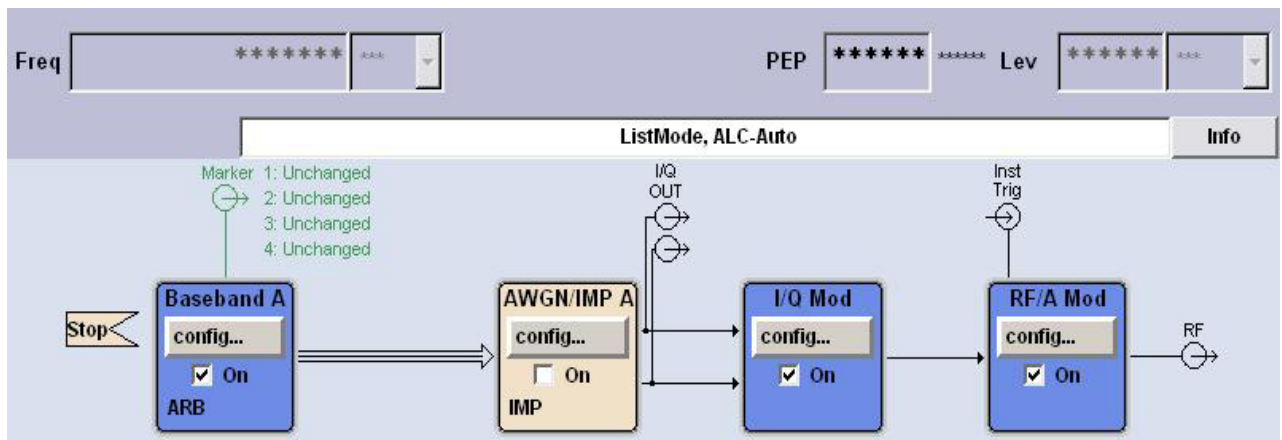 Freq ******* *** PEP ****** ****** Lev ****** ***
ListMode, ALC-Auto Info
Marker 1: Unchanged
2: Unchanged
3: Unchanged
4: Unchanged
I/Q
OUT
Inst
Trig
Stop
Baseband A
config...
On
ARB
AWGN/IMP A
config...
On
IMP
I/Q Mod
config...
On
RF/A Mod
config...
On
RF